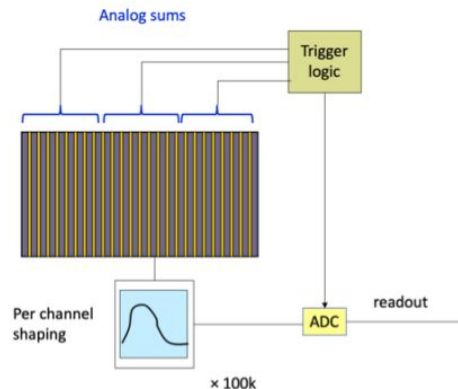 Analog sums
Trigger
logic
Per channel
shaping
ADC
readout
× 100k